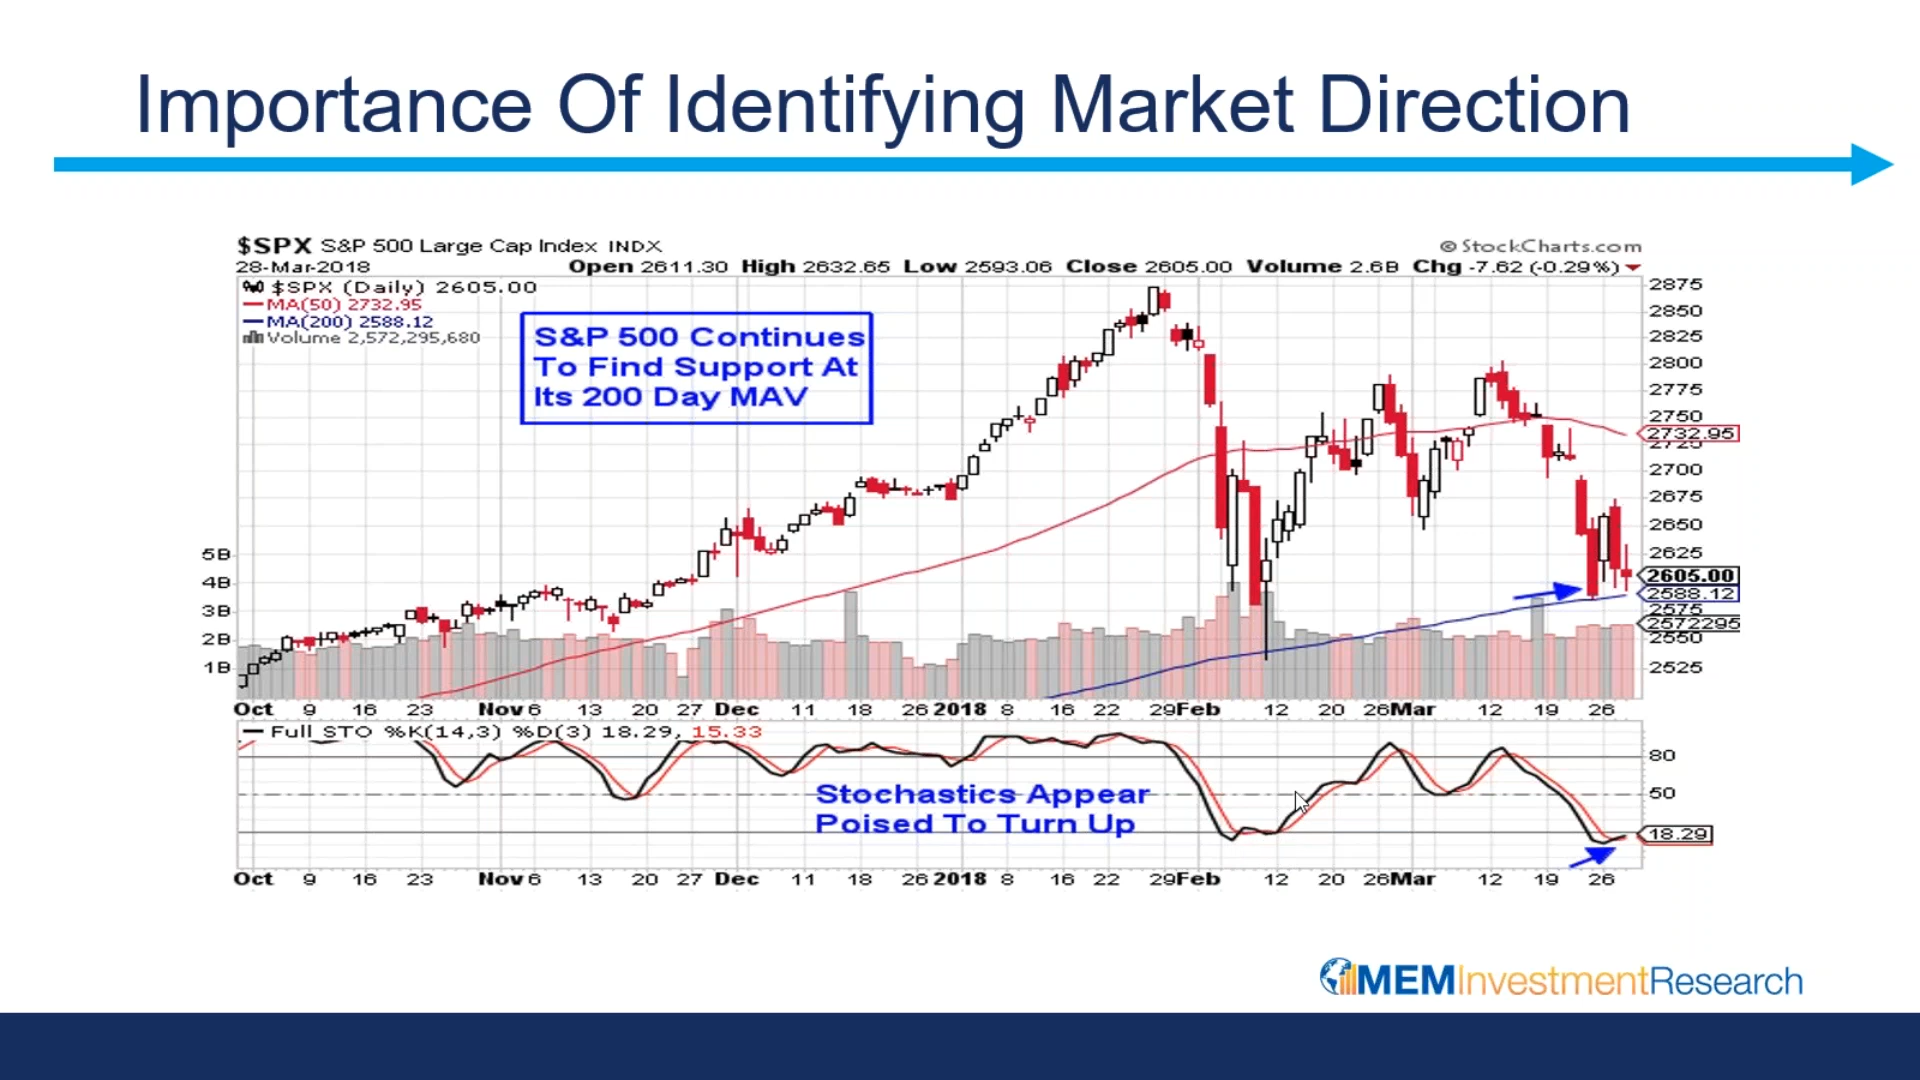 Importance Of Identifying Market Direction
$SPX S&P 500 Large Cap Index INDX
© StockCharts.com
28-Mar-2018
Open 2611.30 High 2632.65 Low 2593.06 Close 2605.00 Volume 2.6B Chg -7.62 (-0.29%)
$SPX (Daily) 2605.00
MA(50) 2732.95
MA(200) 2588.12
Volume 2,572,295,680
S&P 500 Continues
To Find Support At
Its 200 Day MAV
2875
2850
2825
2800
2775
2750
2732.95
2725
2700
2675
2650
2625
2605.00
2588.12
2575
2572295
2550
2525
5B
4B
3B
2B
1B
Oct 9 16 23 Nov 6 13 20 27 Dec 11 18 26 2018 8 16 22 29 Feb 12 20 26 Mar 12 19 26
Full STO %K(14,3) %D(3) 18.29, 15.33
Stochastics Appear
Poised To Turn Up
80
50
18.29
Oct 9 16 23 Nov 6 13 20 27 Dec 11 18 26 2018 8 16 22 29 Feb 12 20 26 Mar 12 19 26
MEMInvestmentResearch